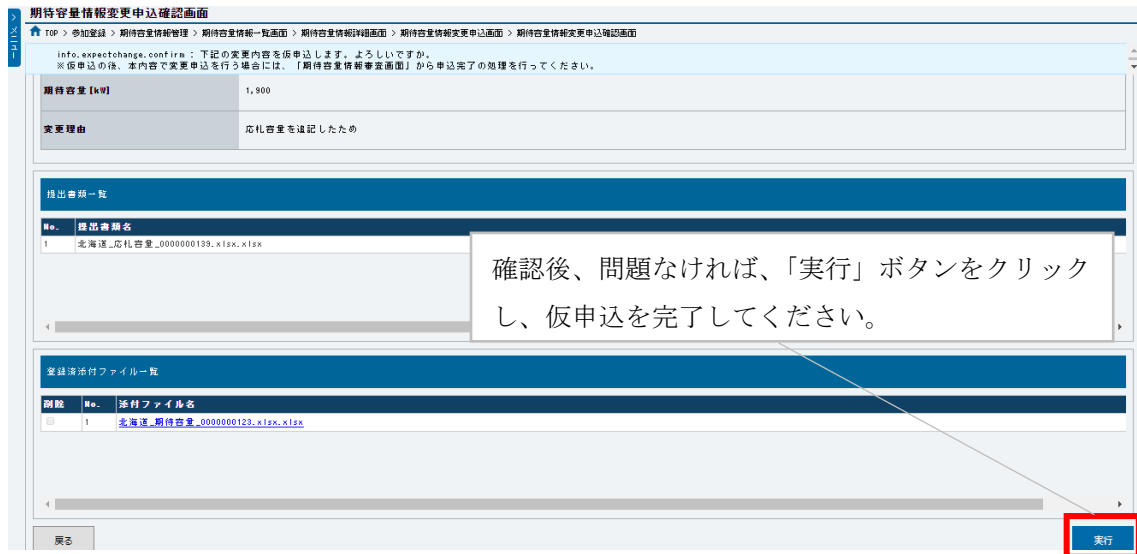 期待容量情報変更申込確認画面
>
メニュー
TOP > 参加登録 > 期待容量情報管理 > 期待容量情報一覧画面 > 期待容量情報詳細画面 > 期待容量情報変更申込画面 > 期待容量情報変更申込確認画面
info.expectchange.confirm : 下記の変更内容を仮申込します。よろしいですか。
※仮申込の後、本内容で変更申込を行う場合には、「期待容量情報審査画面」から申込完了の処理を行ってください。
期待容量[kW] 1,900
変更理由 応札容量を追記したため
提出書類一覧
No. 提出書類名
1 北海道_応札容量_0000000139.xlsx.xlsx
確認後、問題なければ、「実行」ボタンをクリック
し、仮申込を完了してください。
登録済添付ファイル一覧
削除 No. 添付ファイル名
1 北海道_期待容量_0000000123.xlsx.xlsx
戻る 実行